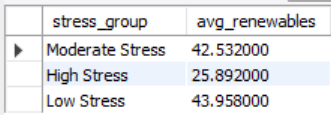 stress_group avg_renewables
Moderate Stress 42.532000
High Stress 25.892000
Low Stress 43.958000